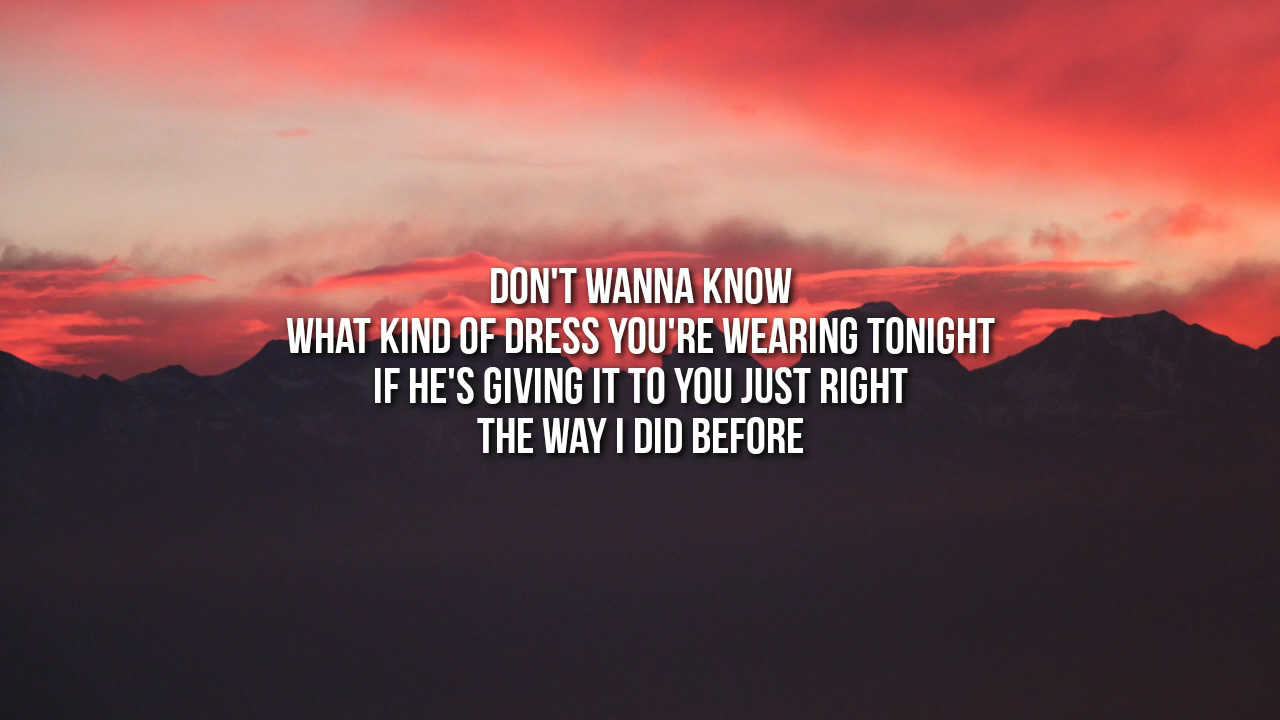 DON'T WANNA KNOW
WHAT KIND OF DRESS YOU'RE WEARING TONIGHT
IF HE'S GIVING IT TO YOU JUST RIGHT
THE WAY I DID BEFORE